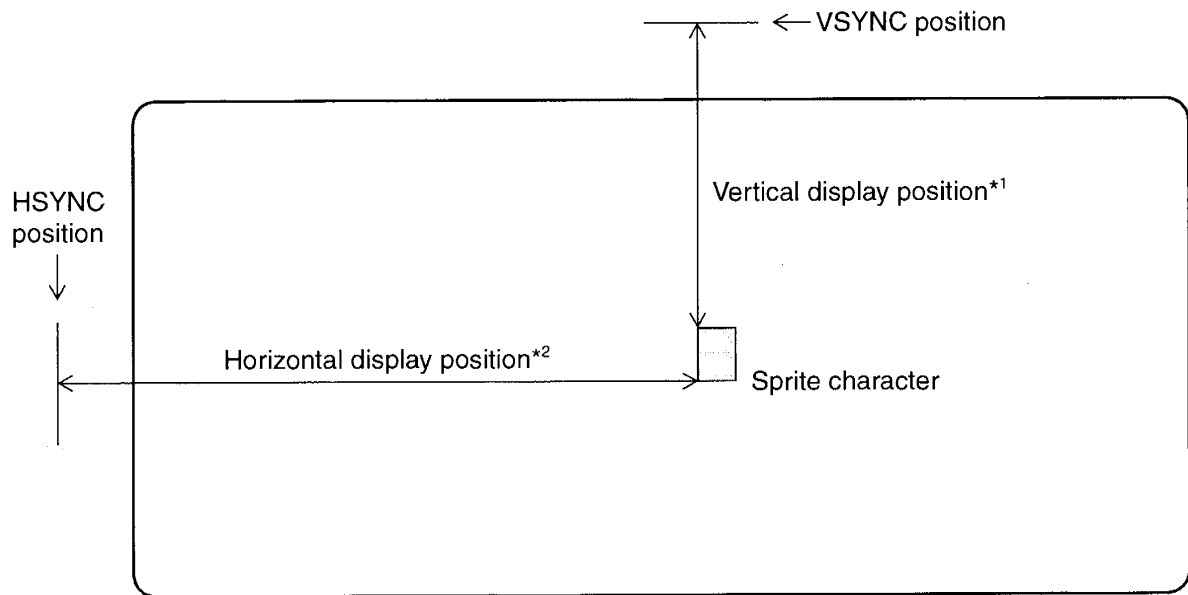 VSYNC position
Vertical display position*1
HSYNC
position
Horizontal display position*2
Sprite character